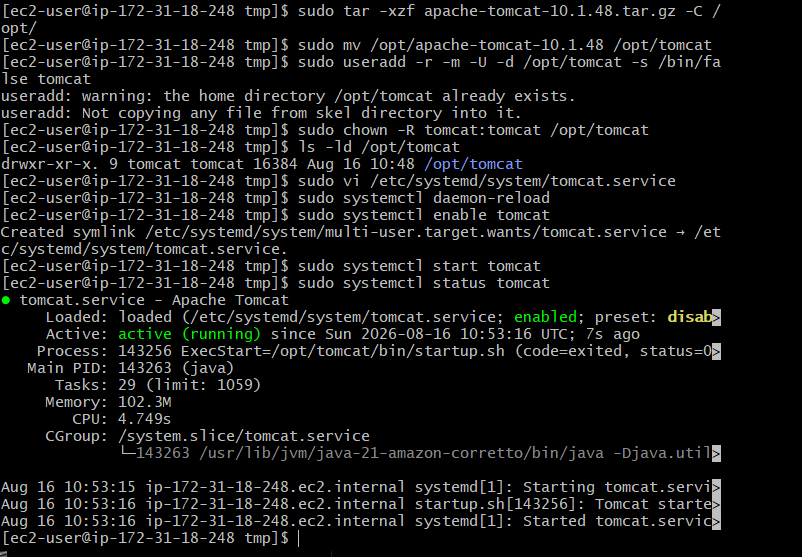 [ec2-user@ip-172-31-18-248 tmp]$ sudo tar -xzf apache-tomcat-10.1.48.tar.gz -C /
opt/
[ec2-user@ip-172-31-18-248 tmp]$ sudo mv /opt/apache-tomcat-10.1.48 /opt/tomcat
[ec2-user@ip-172-31-18-248 tmp]$ sudo useradd -r -m -U -d /opt/tomcat -s /bin/fa
lse tomcat
useradd: warning: the home directory /opt/tomcat already exists.
useradd: Not copying any file from skel directory into it.
[ec2-user@ip-172-31-18-248 tmp]$ sudo chown -R tomcat:tomcat /opt/tomcat
[ec2-user@ip-172-31-18-248 tmp]$ ls -ld /opt/tomcat
drwxr-xr-x. 9 tomcat tomcat 16384 Aug 16 10:48 /opt/tomcat
[ec2-user@ip-172-31-18-248 tmp]$ sudo vi /etc/systemd/system/tomcat.service
[ec2-user@ip-172-31-18-248 tmp]$ sudo systemctl daemon-reload
[ec2-user@ip-172-31-18-248 tmp]$ sudo systemctl enable tomcat
Created symlink /etc/systemd/system/multi-user.target.wants/tomcat.service → /et
c/systemd/system/tomcat.service.
[ec2-user@ip-172-31-18-248 tmp]$ sudo systemctl start tomcat
[ec2-user@ip-172-31-18-248 tmp]$ sudo systemctl status tomcat
● tomcat.service - Apache Tomcat
     Loaded: loaded (/etc/systemd/system/tomcat.service; enabled; preset: disab>
     Active: active (running) since Sun 2026-08-16 10:53:16 UTC; 7s ago
    Process: 143256 ExecStart=/opt/tomcat/bin/startup.sh (code=exited, status=0>
   Main PID: 143263 (java)
      Tasks: 29 (limit: 1059)
     Memory: 102.3M
        CPU: 4.749s
     CGroup: /system.slice/tomcat.service
             └─143263 /usr/lib/jvm/java-21-amazon-corretto/bin/java -Djava.util>

Aug 16 10:53:15 ip-172-31-18-248.ec2.internal systemd[1]: Starting tomcat.servi>
Aug 16 10:53:16 ip-172-31-18-248.ec2.internal startup.sh[143256]: Tomcat starte>
Aug 16 10:53:16 ip-172-31-18-248.ec2.internal systemd[1]: Started tomcat.servic>
[ec2-user@ip-172-31-18-248 tmp]$